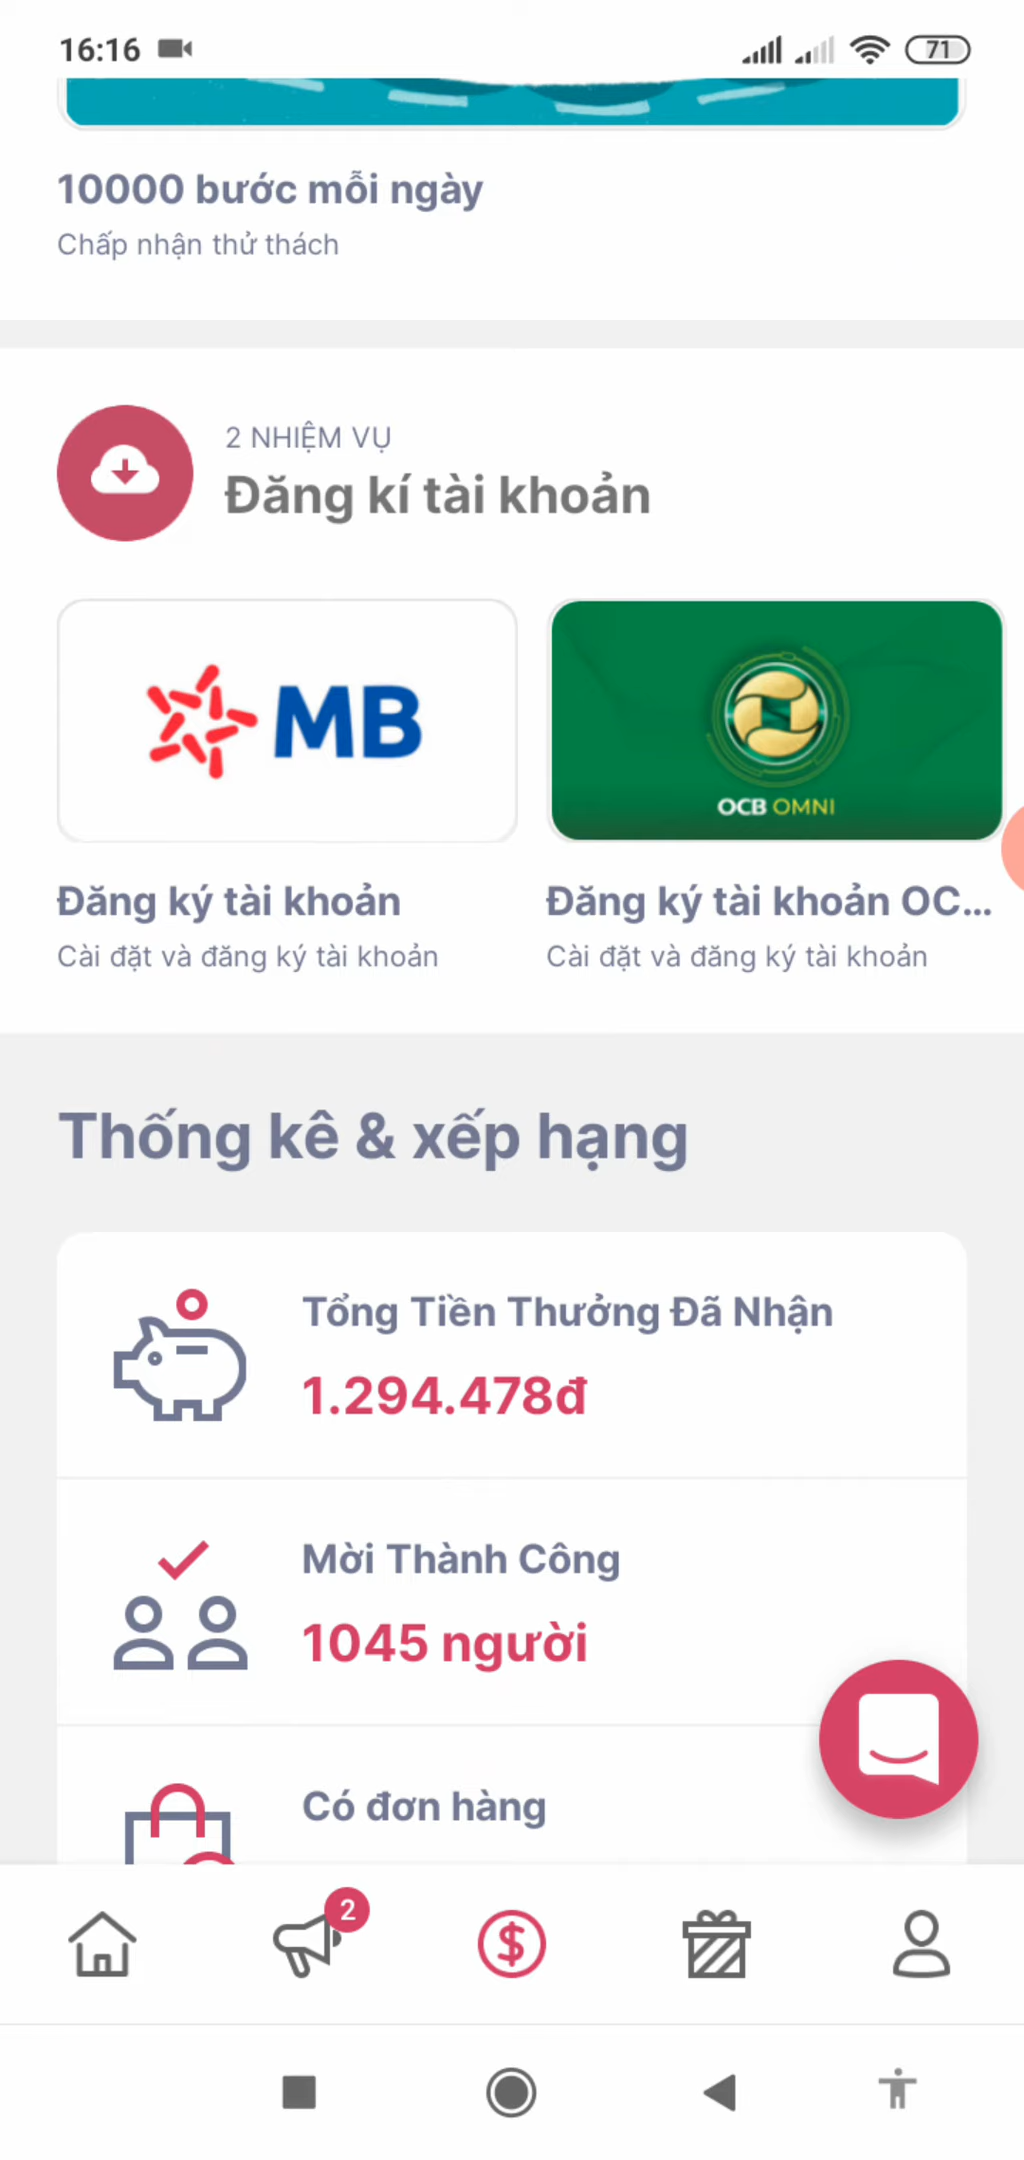 16:16
71
10000 bước mỗi ngày
Chấp nhận thử thách
2 NHIỆM VỤ
Đăng kí tài khoản
MB
OCB OMNI
Đăng ký tài khoản
Cài đặt và đăng ký tài khoản
Đăng ký tài khoản OC...
Cài đặt và đăng ký tài khoản
Thống kê & xếp hạng
Tổng Tiền Thưởng Đã Nhận
1.294.478đ
Mời Thành Công
1045 người
Có đơn hàng
2